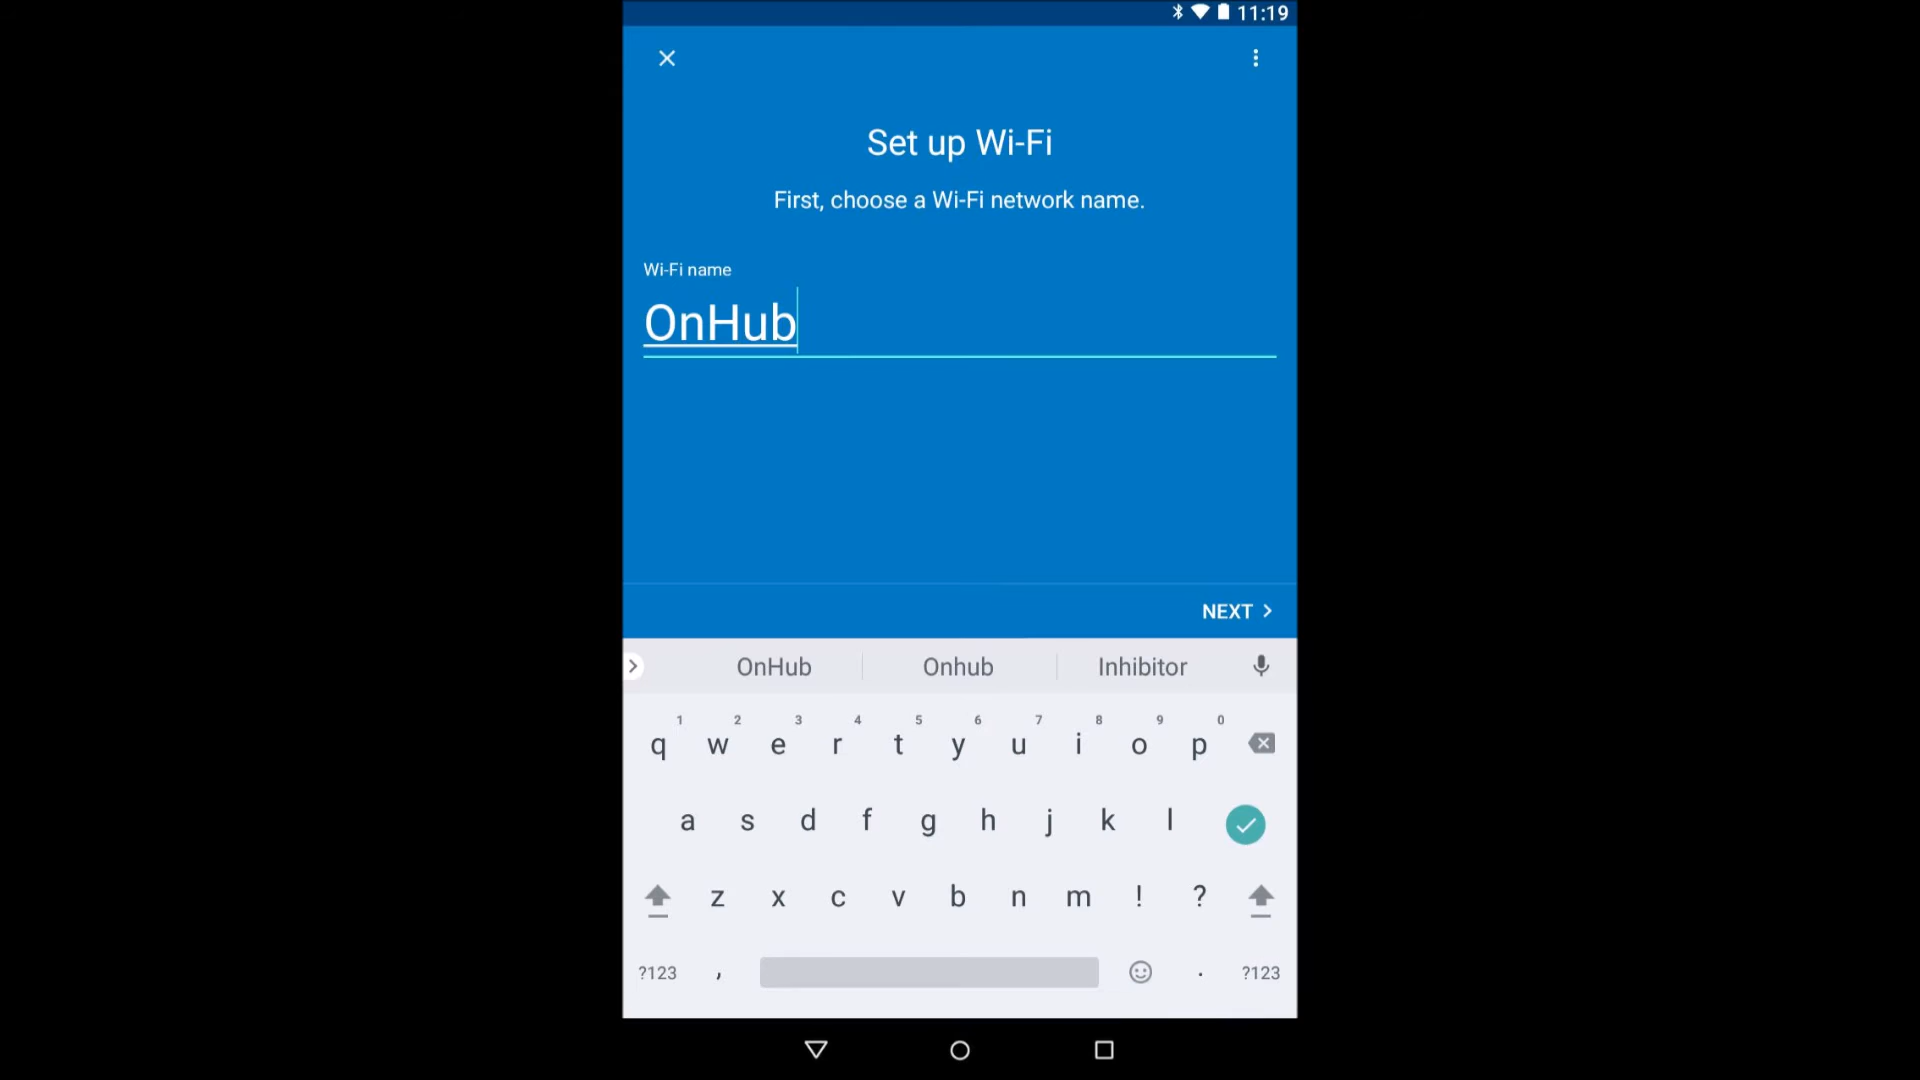 11:19
Set up Wi-Fi
First, choose a Wi-Fi network name.
Wi-Fi name
OnHub
NEXT
OnHub Onhub Inhibitor
1 2 3 4 5 6 7 8 9 0
q w e r t y u i o p
a s d f g h j k l
z x c v b n m ! ?
?123 , . ?123